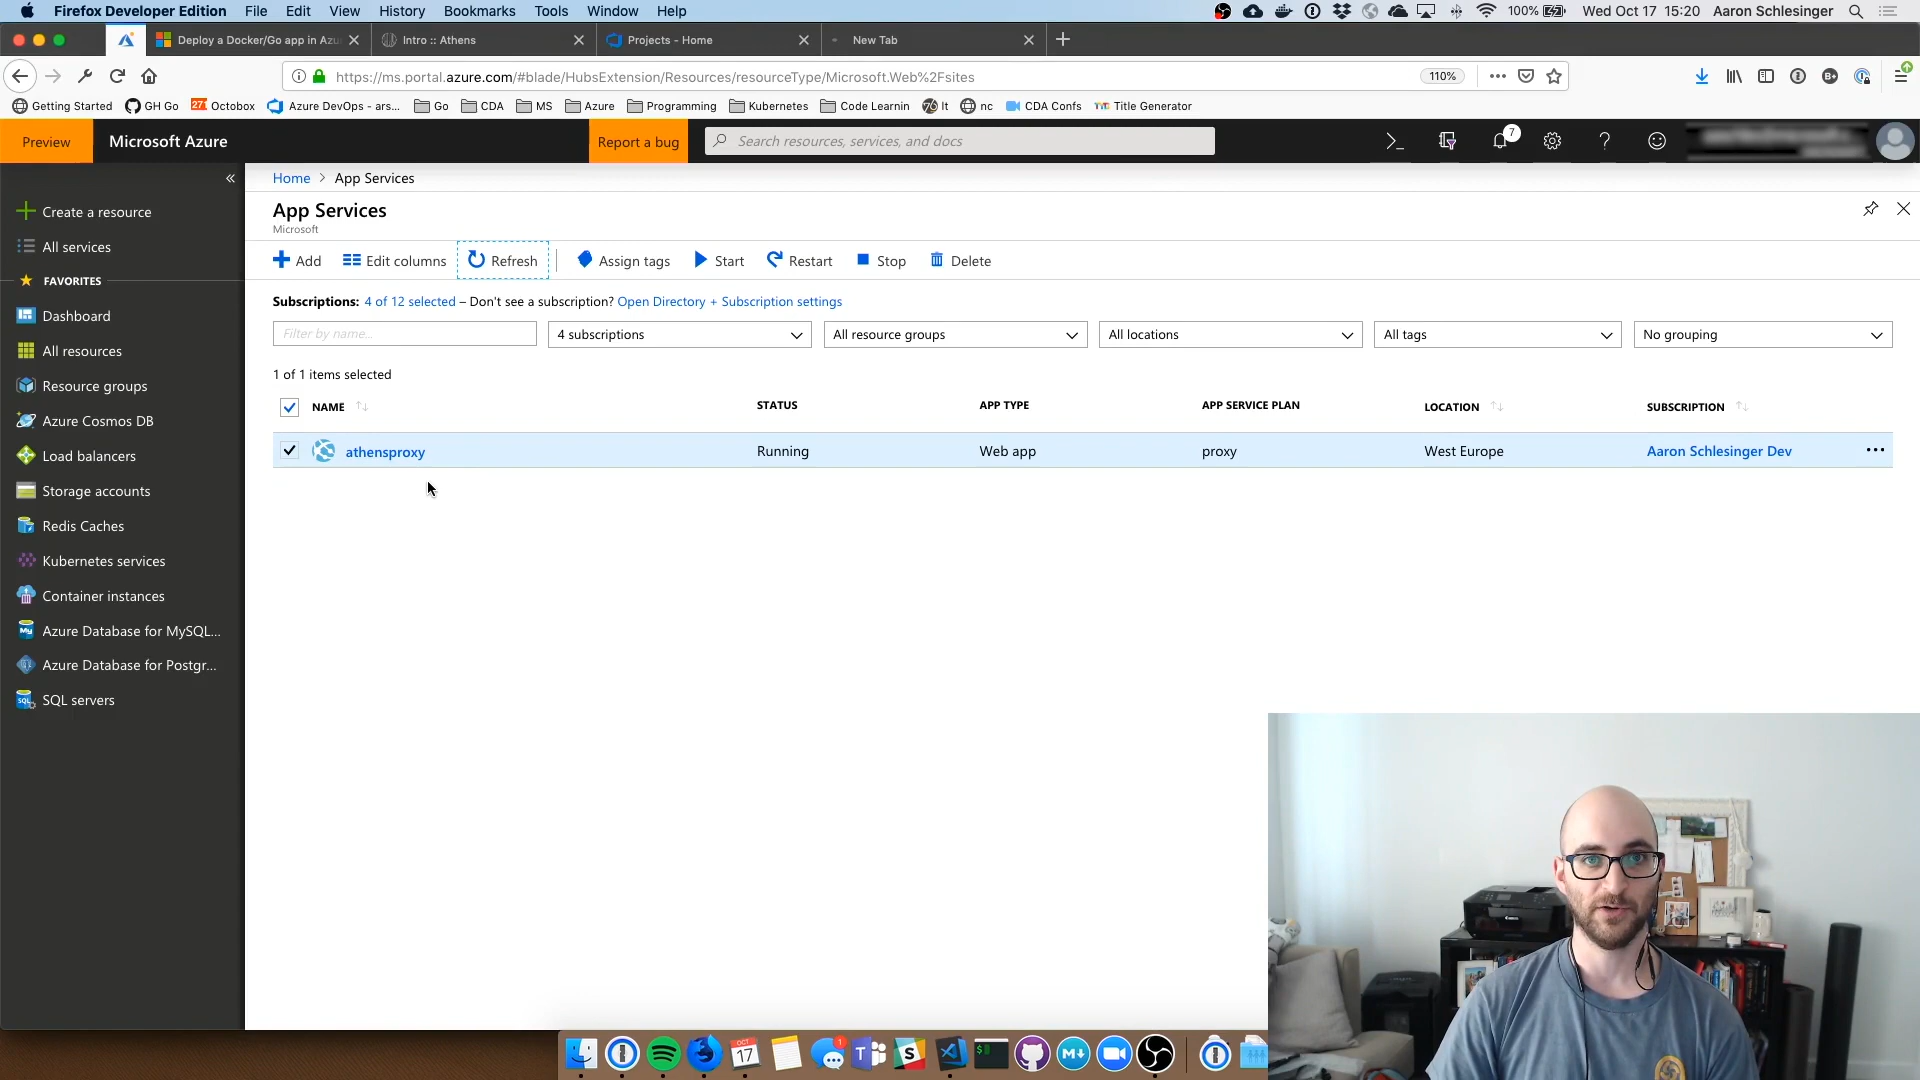 Firefox Developer Edition File Edit View History Bookmarks Tools Window Help 100% Wed Oct 17 15:20 Aaron Schlesinger
Deploy a Docker/Go app in Azu Intro :: Athens Projects - Home New Tab
https://ms.portal.azure.com/#blade/HubsExtension/Resources/resourceType/Microsoft.Web%2Fsites 110%
Getting Started GH Go 271 Octobox Azure DevOps - ars... Go CDA MS Azure Programming Kubernetes Code Learnin It nc CDA Confs Title Generator
Preview Microsoft Azure Report a bug Search resources, services, and docs 7
Home > App Services
App Services
Microsoft
Create a resource
All services
FAVORITES
Dashboard
All resources
Resource groups
Azure Cosmos DB
Load balancers
Storage accounts
Redis Caches
Kubernetes services
Container instances
Azure Database for MySQL...
Azure Database for Postgr...
SQL servers
Add Edit columns Refresh Assign tags Start Restart Stop Delete
Subscriptions: 4 of 12 selected – Don't see a subscription? Open Directory + Subscription settings
Filter by name... 4 subscriptions All resource groups All locations All tags No grouping
1 of 1 items selected
NAME STATUS APP TYPE APP SERVICE PLAN LOCATION SUBSCRIPTION
athensproxy Running Web app proxy West Europe Aaron Schlesinger Dev
OCT
17
1